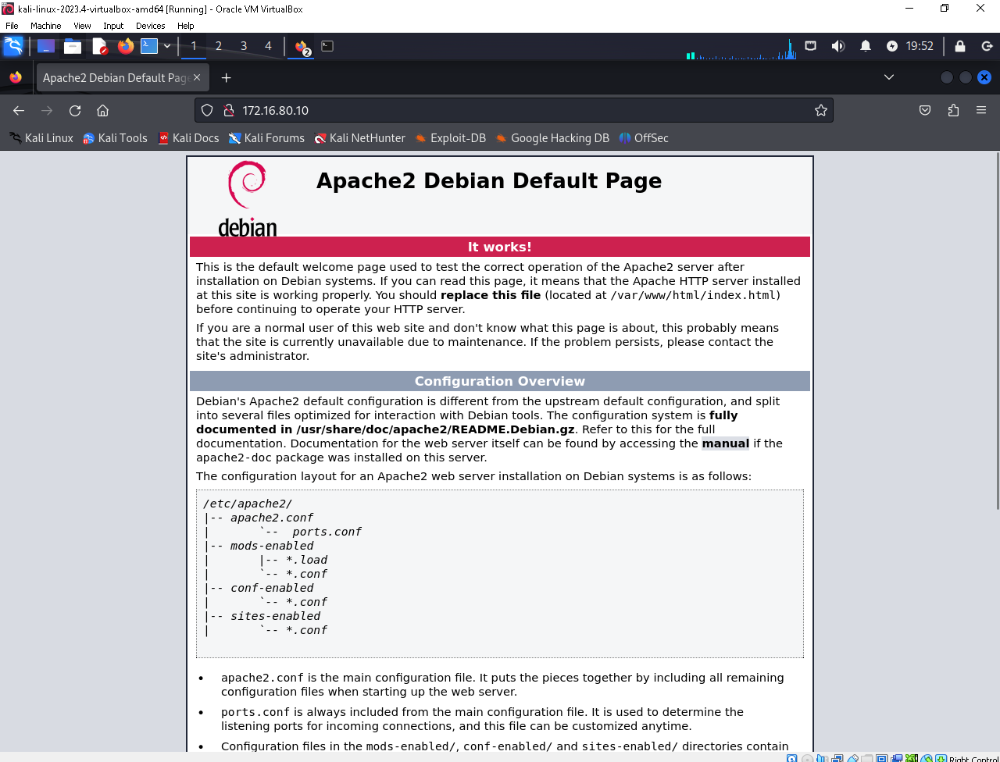 kali-linux-2023.4-virtualbox-amd64 [Running] - Oracle VM VirtualBox
File Machine View Input Devices Help
1 2 3 4 2 19:52
Apache2 Debian Default Page
172.16.80.10
Kali Linux Kali Tools Kali Docs Kali Forums Kali NetHunter Exploit-DB Google Hacking DB OffSec
debian
Apache2 Debian Default Page
It works!
This is the default welcome page used to test the correct operation of the Apache2 server after
installation on Debian systems. If you can read this page, it means that the Apache HTTP server installed
at this site is working properly. You should replace this file (located at /var/www/html/index.html)
before continuing to operate your HTTP server.
If you are a normal user of this web site and don't know what this page is about, this probably means
that the site is currently unavailable due to maintenance. If the problem persists, please contact the
site's administrator.
Configuration Overview
Debian's Apache2 default configuration is different from the upstream default configuration, and split
into several files optimized for interaction with Debian tools. The configuration system is fully
documented in /usr/share/doc/apache2/README.Debian.gz. Refer to this for the full
documentation. Documentation for the web server itself can be found by accessing the manual if the
apache2-doc package was installed on this server.
The configuration layout for an Apache2 web server installation on Debian systems is as follows:
/etc/apache2/
|-- apache2.conf
|       `--  ports.conf
|-- mods-enabled
|       |-- *.load
|       `-- *.conf
|-- conf-enabled
|       `-- *.conf
|-- sites-enabled
|       `-- *.conf
• apache2.conf is the main configuration file. It puts the pieces together by including all remaining
configuration files when starting up the web server.
• ports.conf is always included from the main configuration file. It is used to determine the
listening ports for incoming connections, and this file can be customized anytime.
• Configuration files in the mods-enabled/, conf-enabled/ and sites-enabled/ directories contain
Right Control